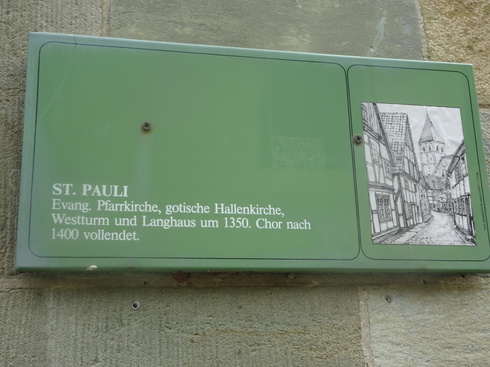 ST. PAULI
Evang. Pfarrkirche, gotische Hallenkirche,
Westturm und Langhaus um 1350. Chor nach
1400 vollendet.